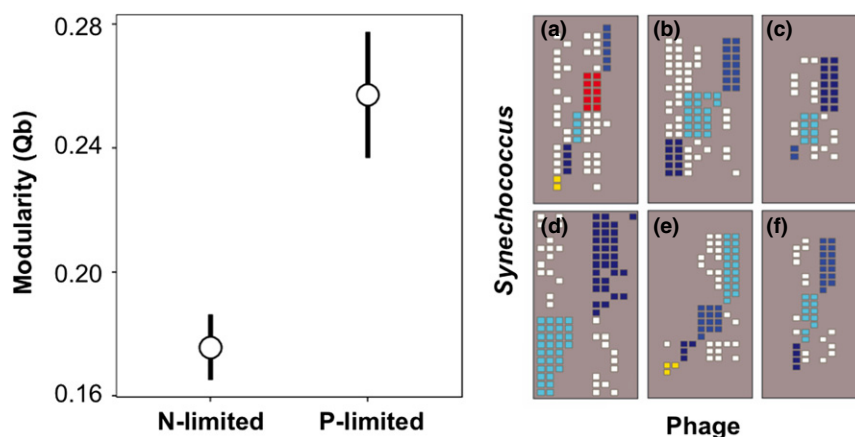 0.28
0.24
0.20
0.16
Modularity (Qb)
N-limited
P-limited
(a)
(b)
(c)
(d)
(e)
(f)
Synechococcus
Phage